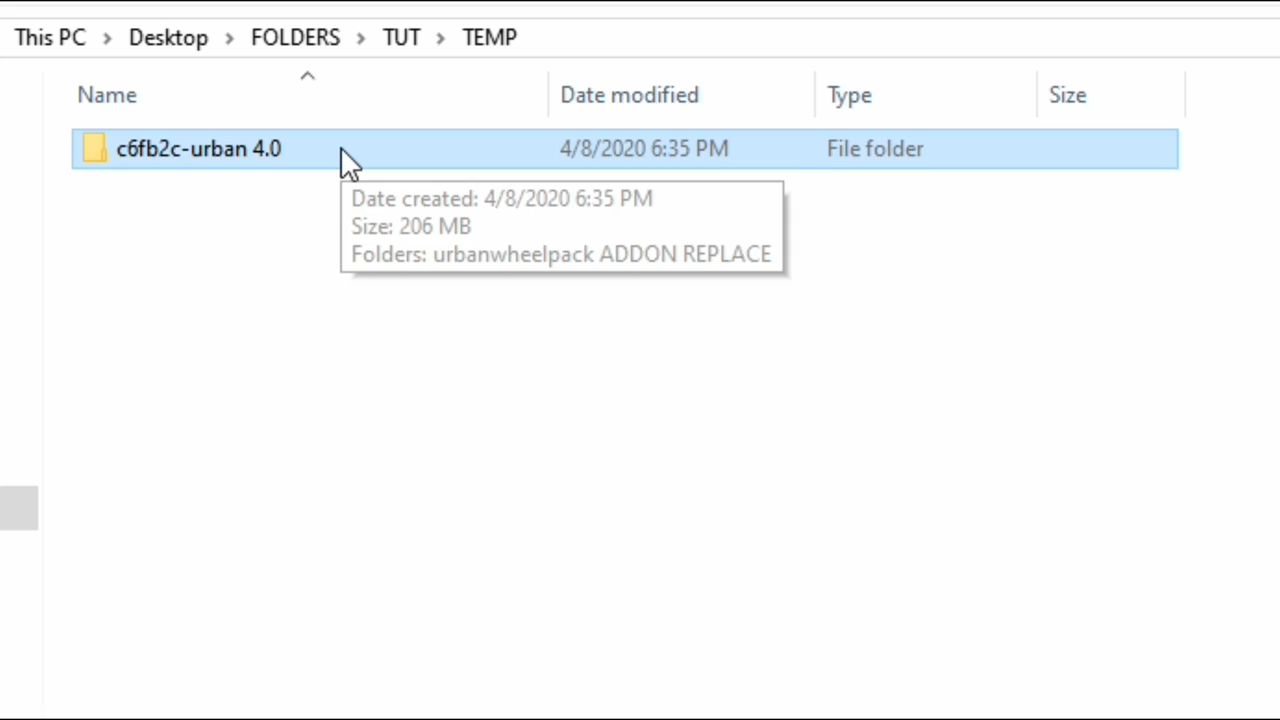 This PC > Desktop > FOLDERS > TUT > TEMP
Name Date modified Type Size
c6fb2c-urban 4.0 4/8/2020 6:35 PM File folder
Date created: 4/8/2020 6:35 PM
Size: 206 MB
Folders: urbanwheelpack ADDON REPLACE